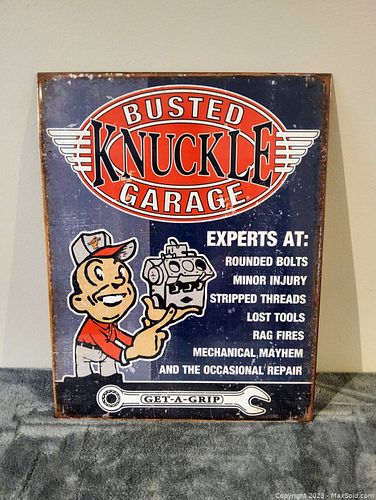 BUSTED
KNUCKLE
GARAGE
EXPERTS AT:
ROUNDED BOLTS
MINOR INJURY
STRIPPED THREADS
LOST TOOLS
RAG FIRES
MECHANICAL MAYHEM
AND THE OCCASIONAL REPAIR
GET-A-GRIP
Copyright 2023 - MaxSold.com